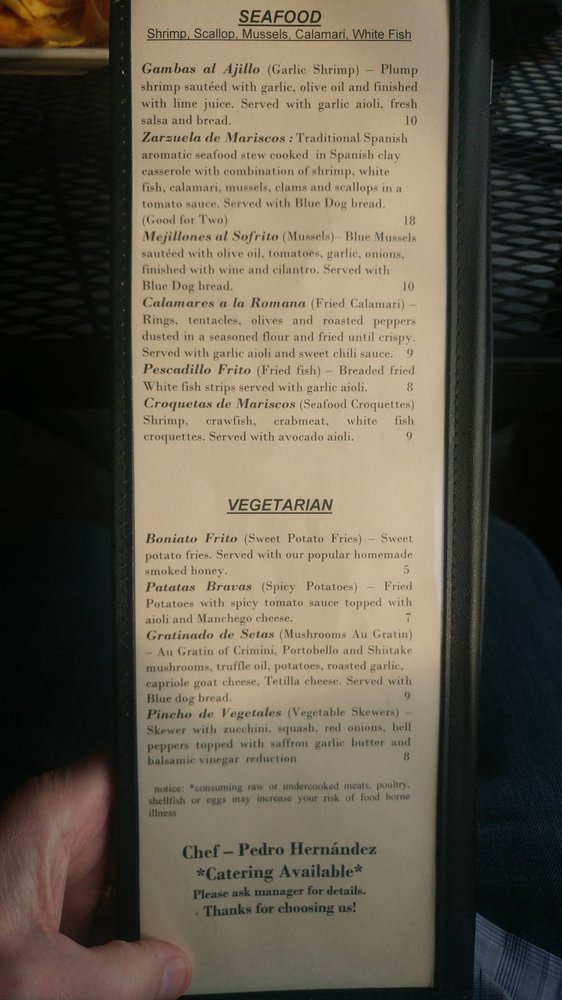 SEAFOOD
Shrimp, Scallop, Mussels, Calamari, White Fish
Gambas al Ajillo (Garlic Shrimp) – Plump
shrimp sautéed with garlic, olive oil and finished
with lime juice. Served with garlic aioli, fresh
salsa and bread. 10
Zarzuela de Mariscos : Traditional Spanish
aromatic seafood stew cooked in Spanish clay
casserole with combination of shrimp, white
fish, calamari, mussels, clams and scallops in a
tomato sauce. Served with Blue Dog bread.
(Good for Two) 18
Mejillones al Sofrito (Mussels)– Blue Mussels
sautéed with olive oil, tomatoes, garlic, onions,
finished with wine and cilantro. Served with
Blue Dog bread. 10
Calamares a la Romana (Fried Calamari) –
Rings, tentacles, olives and roasted peppers
dusted in a seasoned flour and fried until crispy.
Served with garlic aioli and sweet chili sauce. 9
Pescadillo Frito (Fried fish) – Breaded fried
White fish strips served with garlic aioli. 8
Croquetas de Mariscos (Seafood Croquettes)
Shrimp, crawfish, crabmeat, white fish
croquettes. Served with avocado aioli. 9
VEGETARIAN
Boniato Frito (Sweet Potato Fries) – Sweet
potato fries. Served with our popular homemade
smoked honey. 5
Patatas Bravas (Spicy Potatoes) – Fried
Potatoes with spicy tomato sauce topped with
aioli and Manchego cheese. 7
Gratinado de Setas (Mushrooms Au Gratin)
– Au Gratin of Crimini, Portobello and Shiitake
mushrooms, truffle oil, potatoes, roasted garlic,
capriole goat cheese, Tetilla cheese. Served with
Blue dog bread. 9
Pincho de Vegetales (Vegetable Skewers) –
Skewer with zucchini, squash, red onions, bell
peppers topped with saffron garlic butter and
balsamic vinegar reduction 8
notice: *consuming raw or undercooked meats, poultry,
shellfish or eggs may increase your risk of food borne
illness
Chef – Pedro Hernández
*Catering Available*
Please ask manager for details.
. Thanks for choosing us!